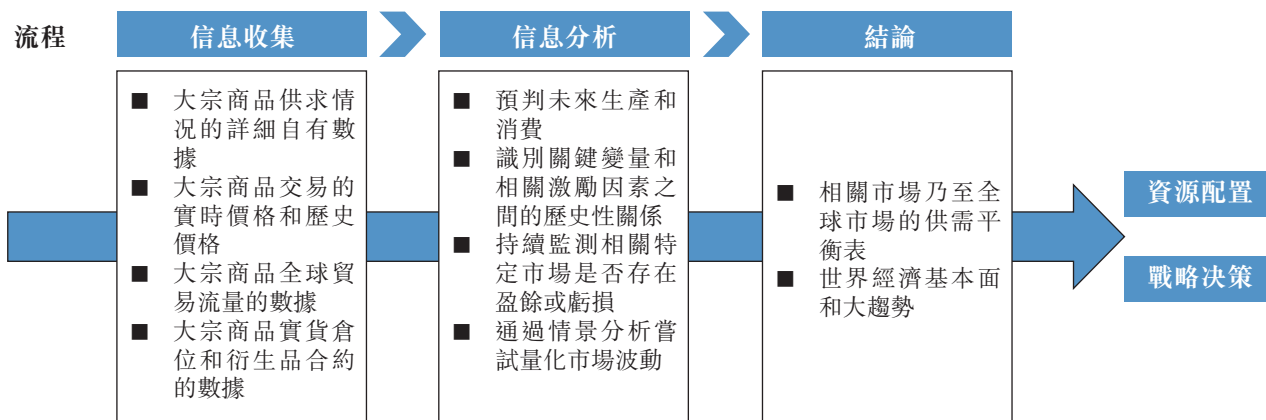 流程
信息收集
信息分析
結論
■ 大宗商品供求情
况的詳細自有數
據
■ 大宗商品交易的
實時價格和歷史
價格
■ 大宗商品全球貿
易流量的數據
■ 大宗商品實貨倉
位和衍生品合約
的數據
■ 預判未來生產和
消費
■ 識別關鍵變量和
相關激勵因素之
間的歷史性關係
■ 持續監測相關特
定市場是否存在
盈餘或虧損
■ 通過情景分析嘗
試量化市場波動
■ 相關市場乃至全
球市場的供需平
衡表
■ 世界經濟基本面
和大趨勢
資源配置
戰略決策